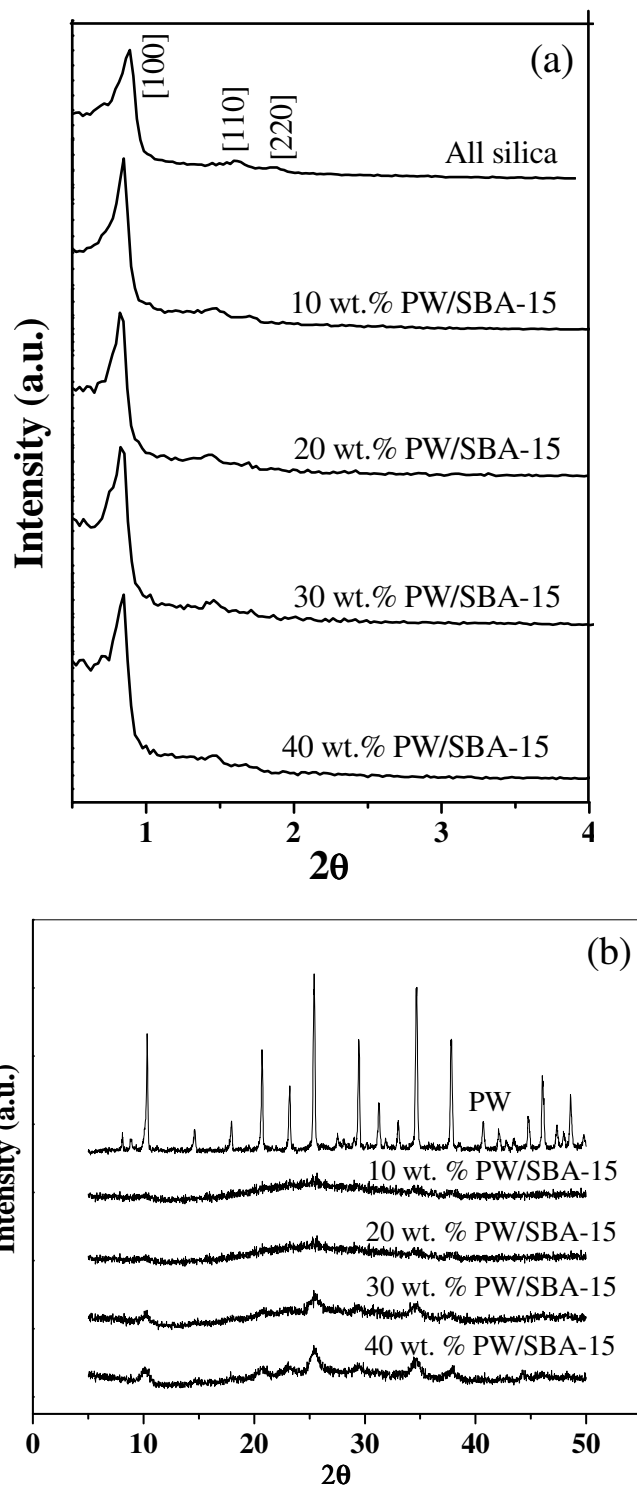 (a)
[100]
[110]
[220]
All silica
10 wt.% PW/SBA-15
20 wt.% PW/SBA-15
30 wt.% PW/SBA-15
40 wt.% PW/SBA-15
Intensity (a.u.)
1 2 3 4
2θ
(b)
PW
10 wt. % PW/SBA-15
20 wt. % PW/SBA-15
30 wt. % PW/SBA-15
40 wt. % PW/SBA-15
Intensity (a.u.)
0 10 20 30 40 50
2θ